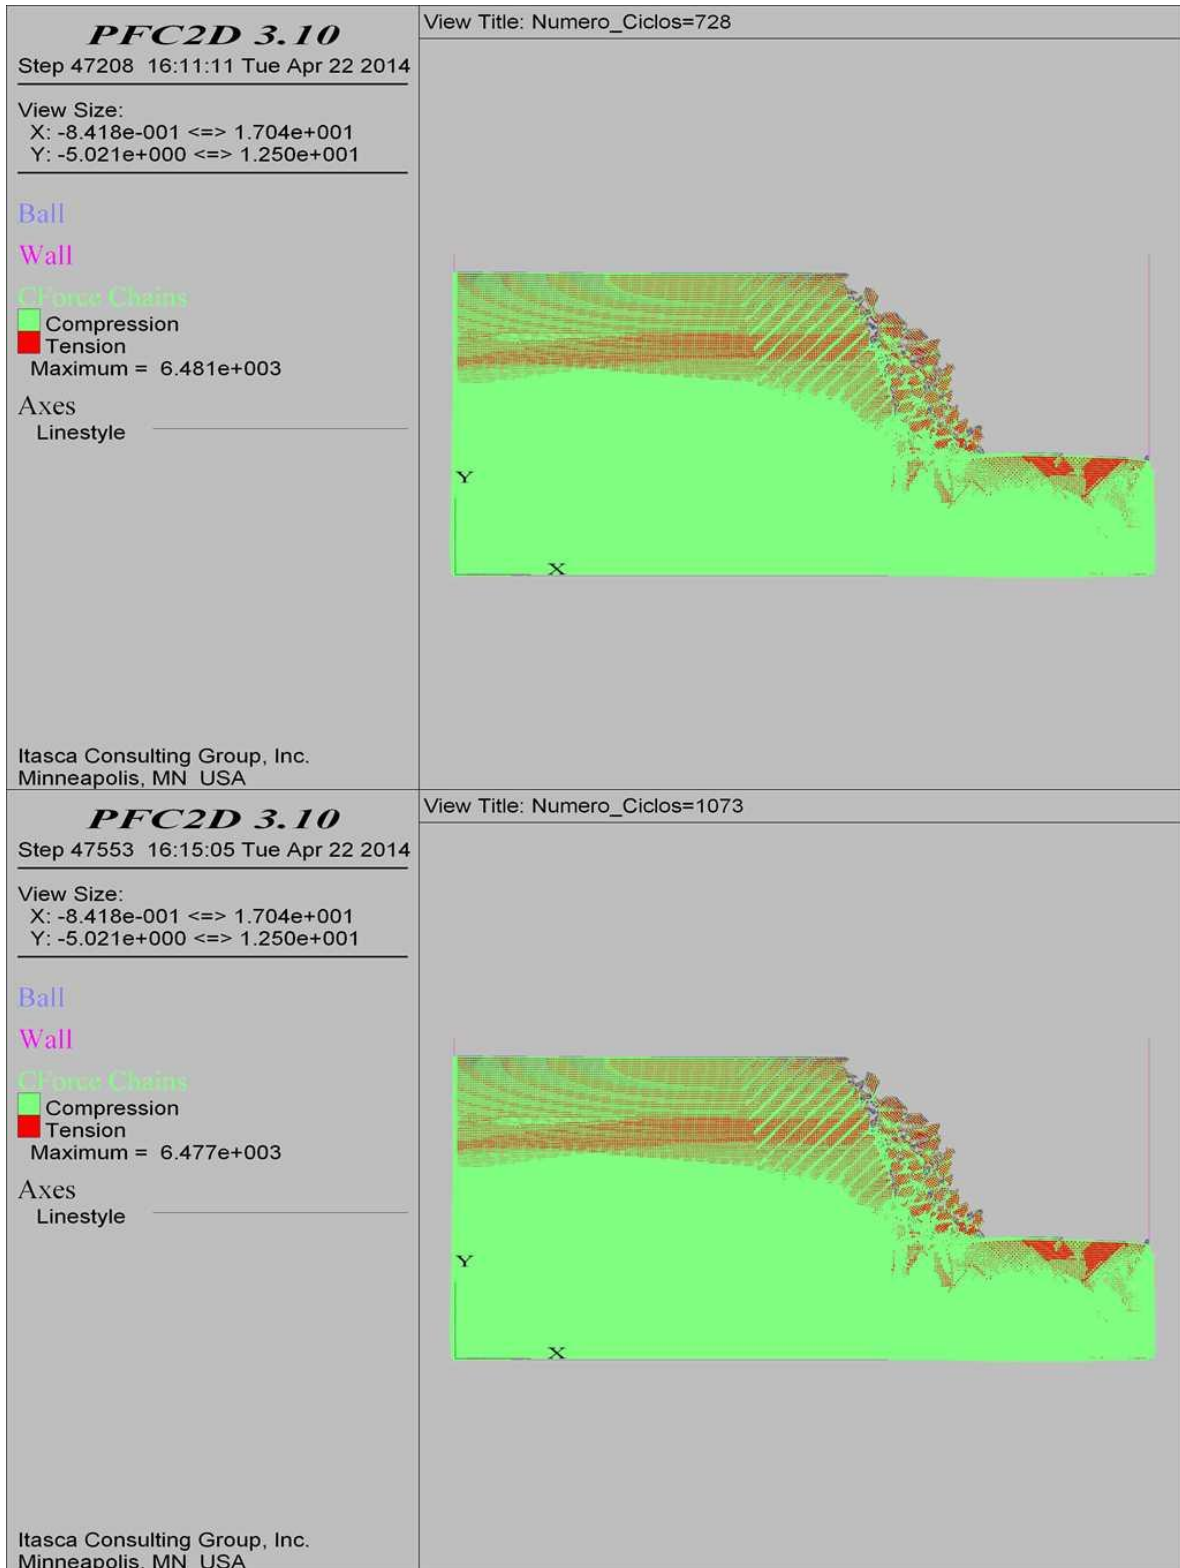 PFC2D 3.10
Step 47208 16:11:11 Tue Apr 22 2014
View Size:
X: -8.418e-001 <=> 1.704e+001
Y: -5.021e+000 <=> 1.250e+001
Ball
Wall
CForce Chains
Compression
Tension
Maximum = 6.481e+003
Axes
Linestyle
Itasca Consulting Group, Inc.
Minneapolis, MN USA
View Title: Numero_Ciclos=728
Y
X
PFC2D 3.10
Step 47553 16:15:05 Tue Apr 22 2014
View Size:
X: -8.418e-001 <=> 1.704e+001
Y: -5.021e+000 <=> 1.250e+001
Ball
Wall
CForce Chains
Compression
Tension
Maximum = 6.477e+003
Axes
Linestyle
Itasca Consulting Group, Inc.
Minneapolis, MN USA
View Title: Numero_Ciclos=1073
Y
X